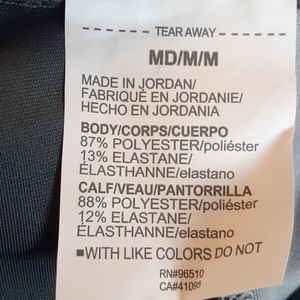 TEAR AWAY
MD/M/M
MADE IN JORDAN/
FABRIQUÉ EN JORDANIE/
HECHO EN JORDANIA
BODY/CORPS/CUERPO
87% POLYESTER/poliéster
13% ELASTANE/
ÉLASTHANNE/elastano
CALF/VEAU/PANTORRILLA
88% POLYESTER/poliéster
12% ELASTANE/
ÉLASTHANNE/elastano
■WITH LIKE COLORS DO NOT
RN#96510
CA#41095